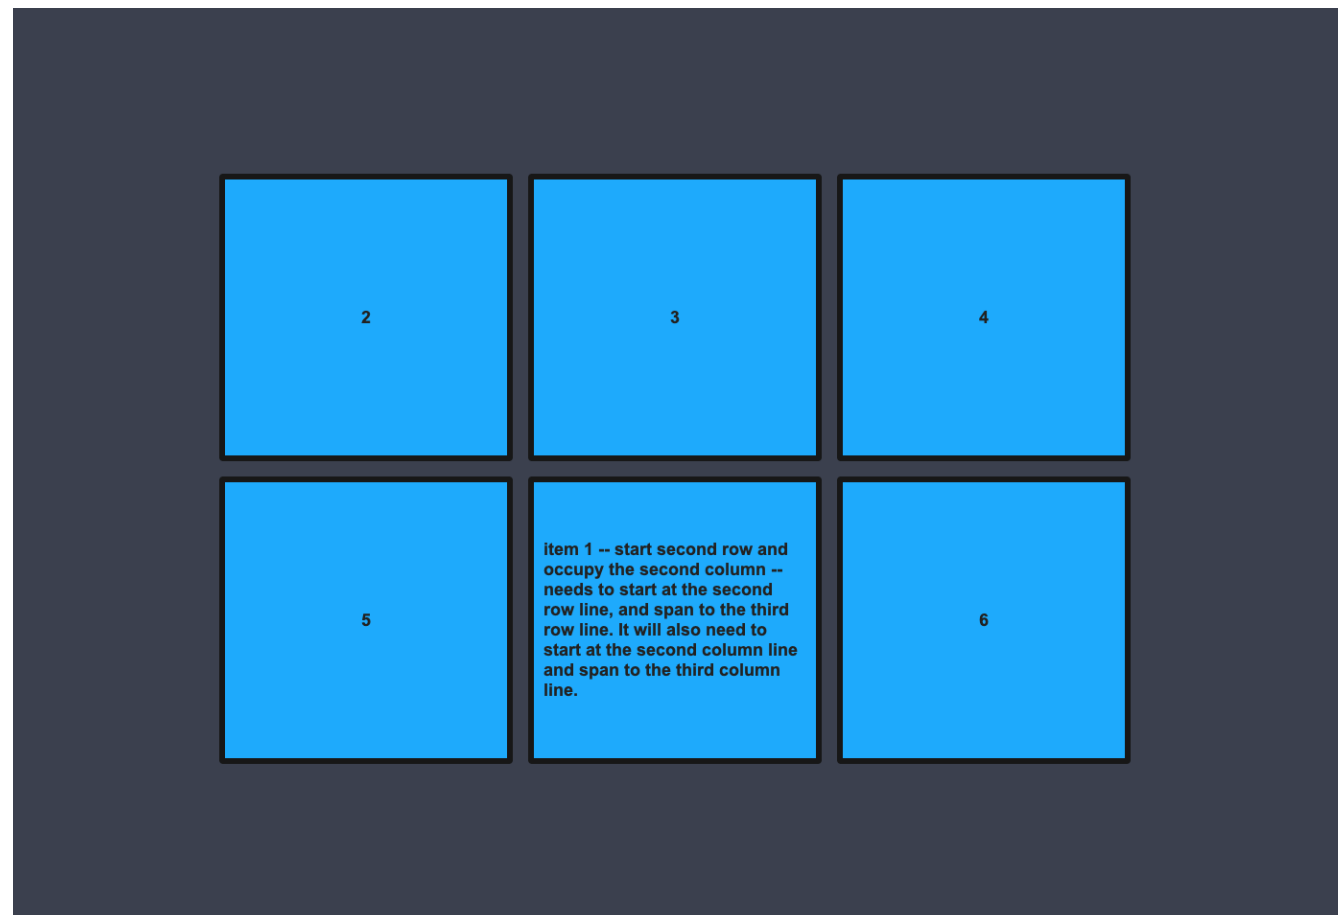 2
3
4
5
item 1 -- start second row and
occupy the second column --
needs to start at the second
row line, and span to the third
row line. It will also need to
start at the second column line
and span to the third column
line.
6